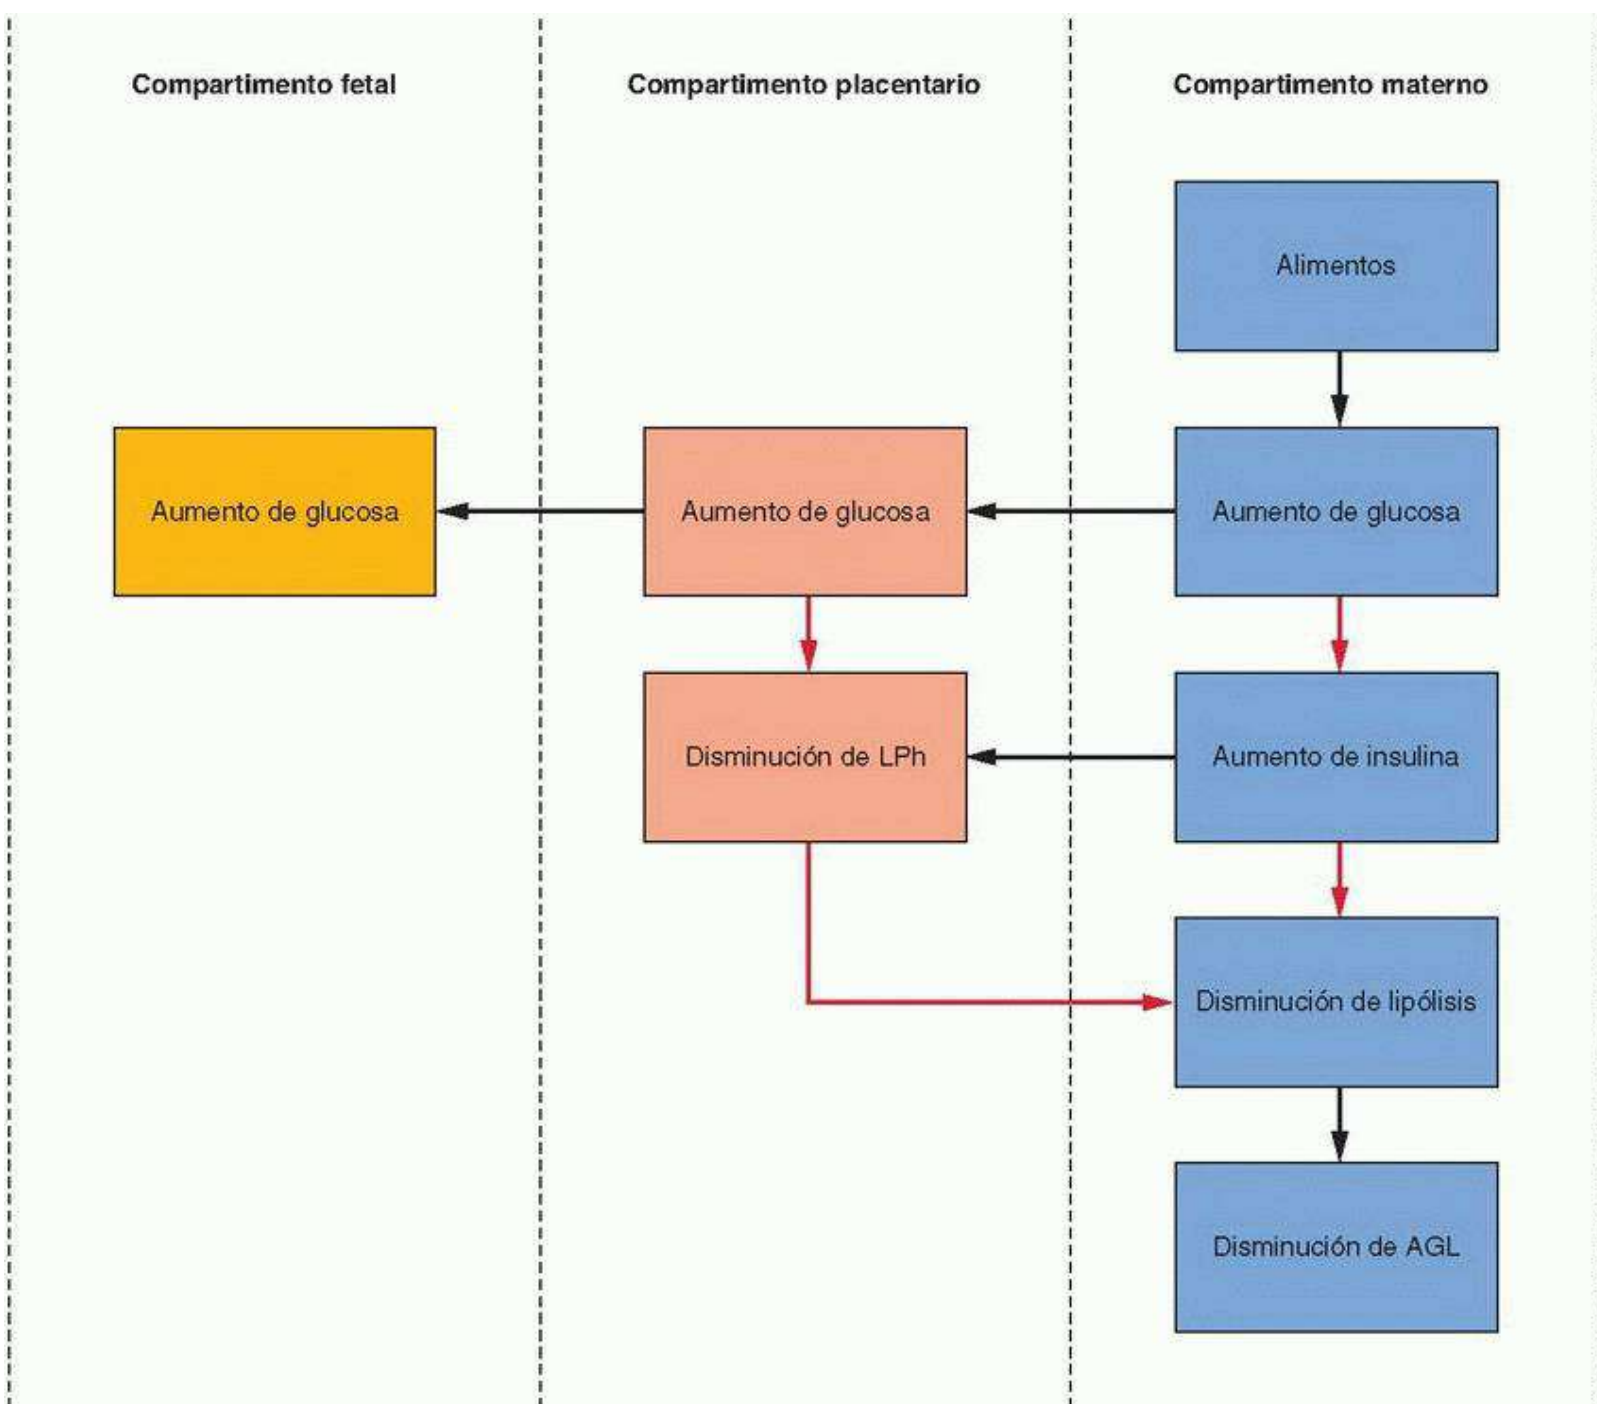 Compartimento fetal
Compartimento placentario
Compartimento materno
Alimentos
Aumento de glucosa
Aumento de glucosa
Aumento de glucosa
Disminución de LPh
Aumento de insulina
Disminución de lipólisis
Disminución de AGL